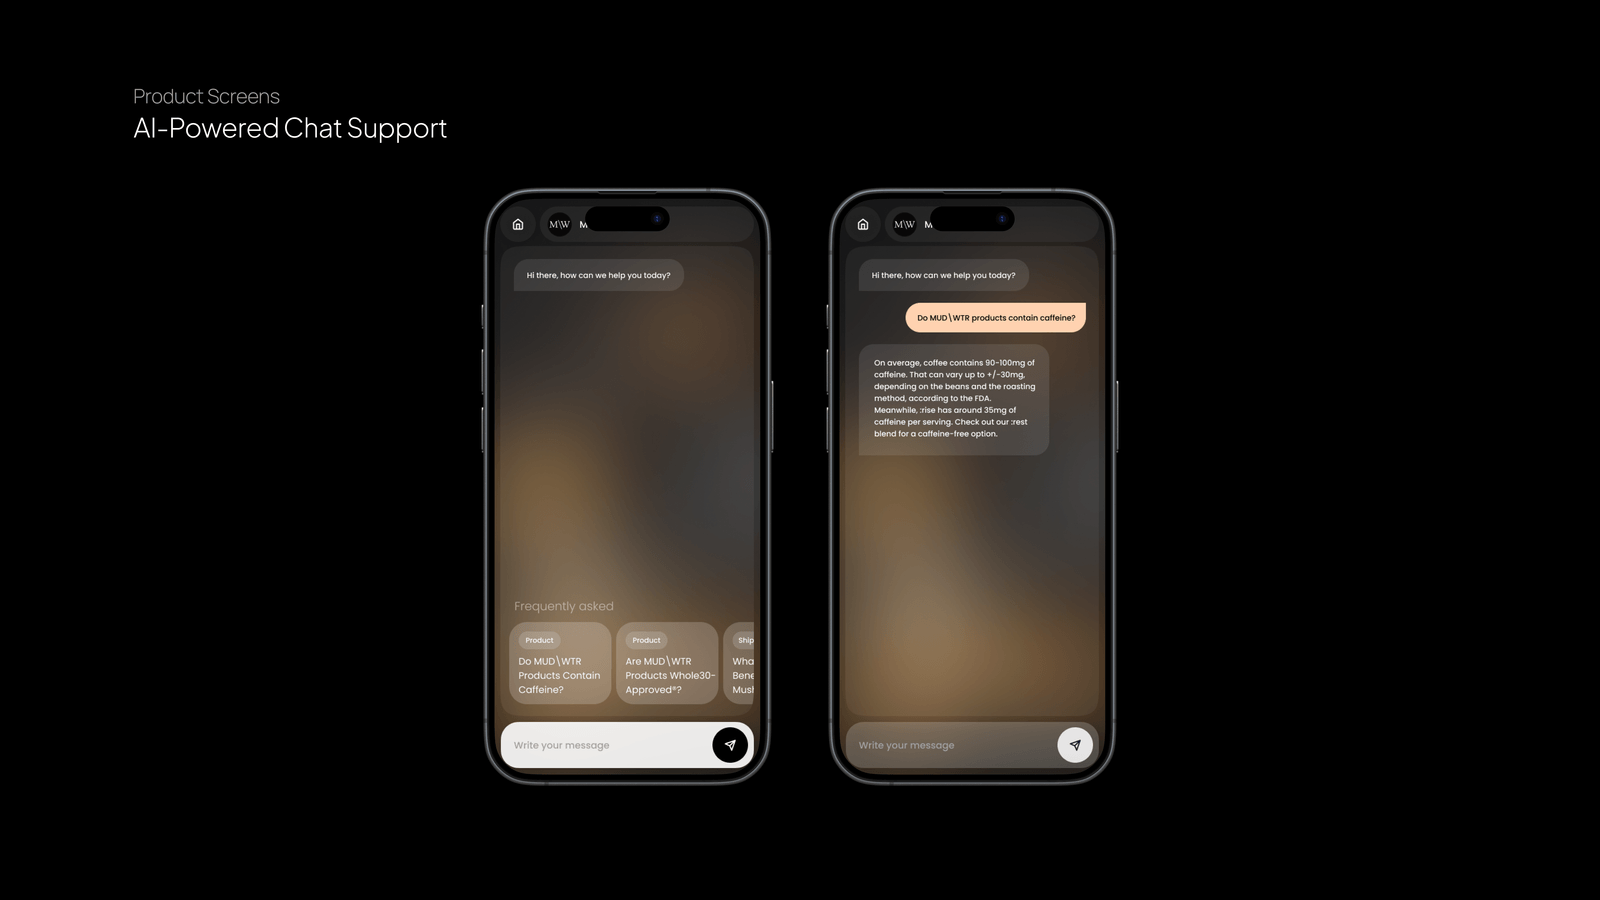 Product Screens
AI-Powered Chat Support
M\W
M
Hi there, how can we help you today?
Frequently asked
Product
Do MUD\WTR
Products Contain
Caffeine?
Product
Are MUD\WTR
Products Whole30-
Approved®?
Ship
Wha
Bene
Mush
Write your message
M\W
M
Hi there, how can we help you today?
Do MUD\WTR products contain caffeine?
On average, coffee contains 90-100mg of
caffeine. That can vary up to +/-30mg,
depending on the beans and the roasting
method, according to the FDA.
Meanwhile, :rise has around 35mg of
caffeine per serving. Check out our :rest
blend for a caffeine-free option.
Write your message